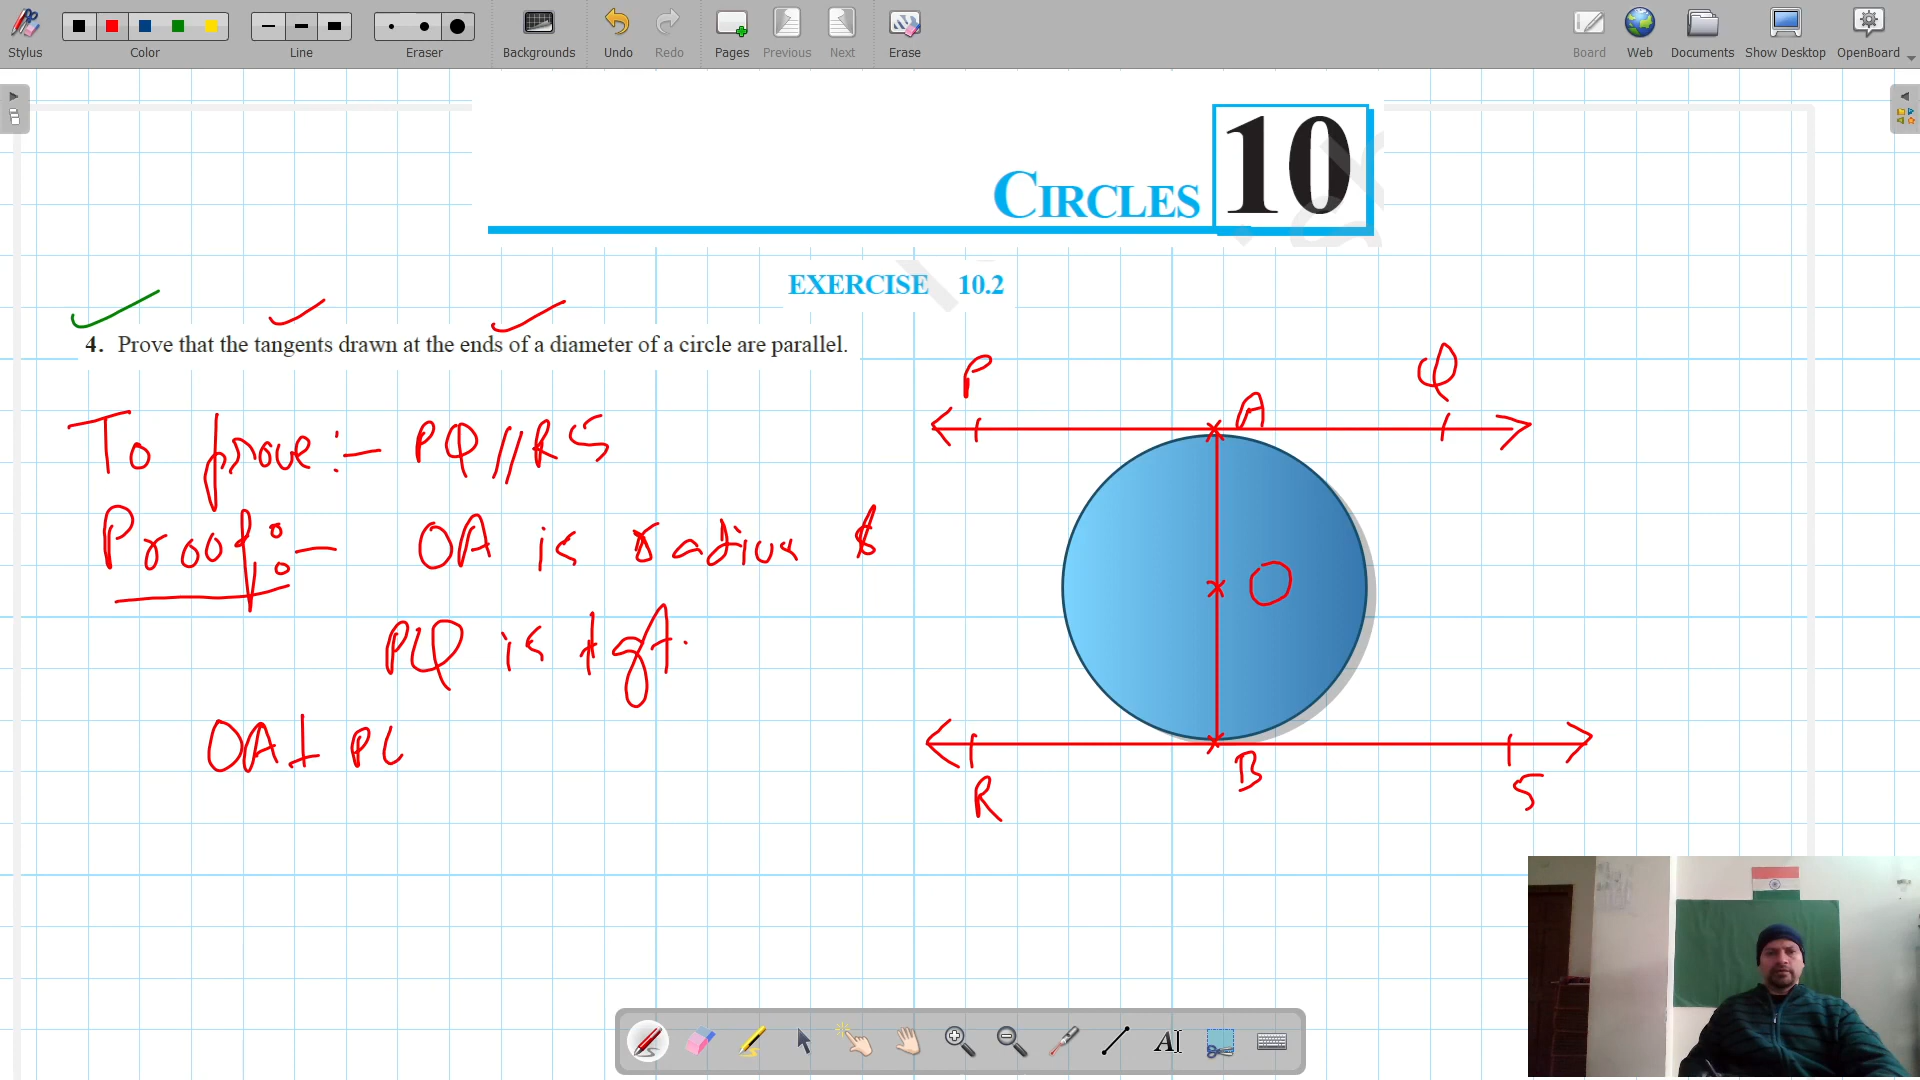 Stylus
Color
Line
Eraser
Backgrounds
Undo
Redo
Pages
Previous
Next
Erase
Board
Web
Documents
Show Desktop
OpenBoard
CIRCLES 10
EXERCISE 10.2
4. Prove that the tangents drawn at the ends of a diameter of a circle are parallel.
To prove :- PQ // RS
Proof :- OA is radius &
PQ is tgt.
OA ⊥ P
P
Q
A
O
B
R
S